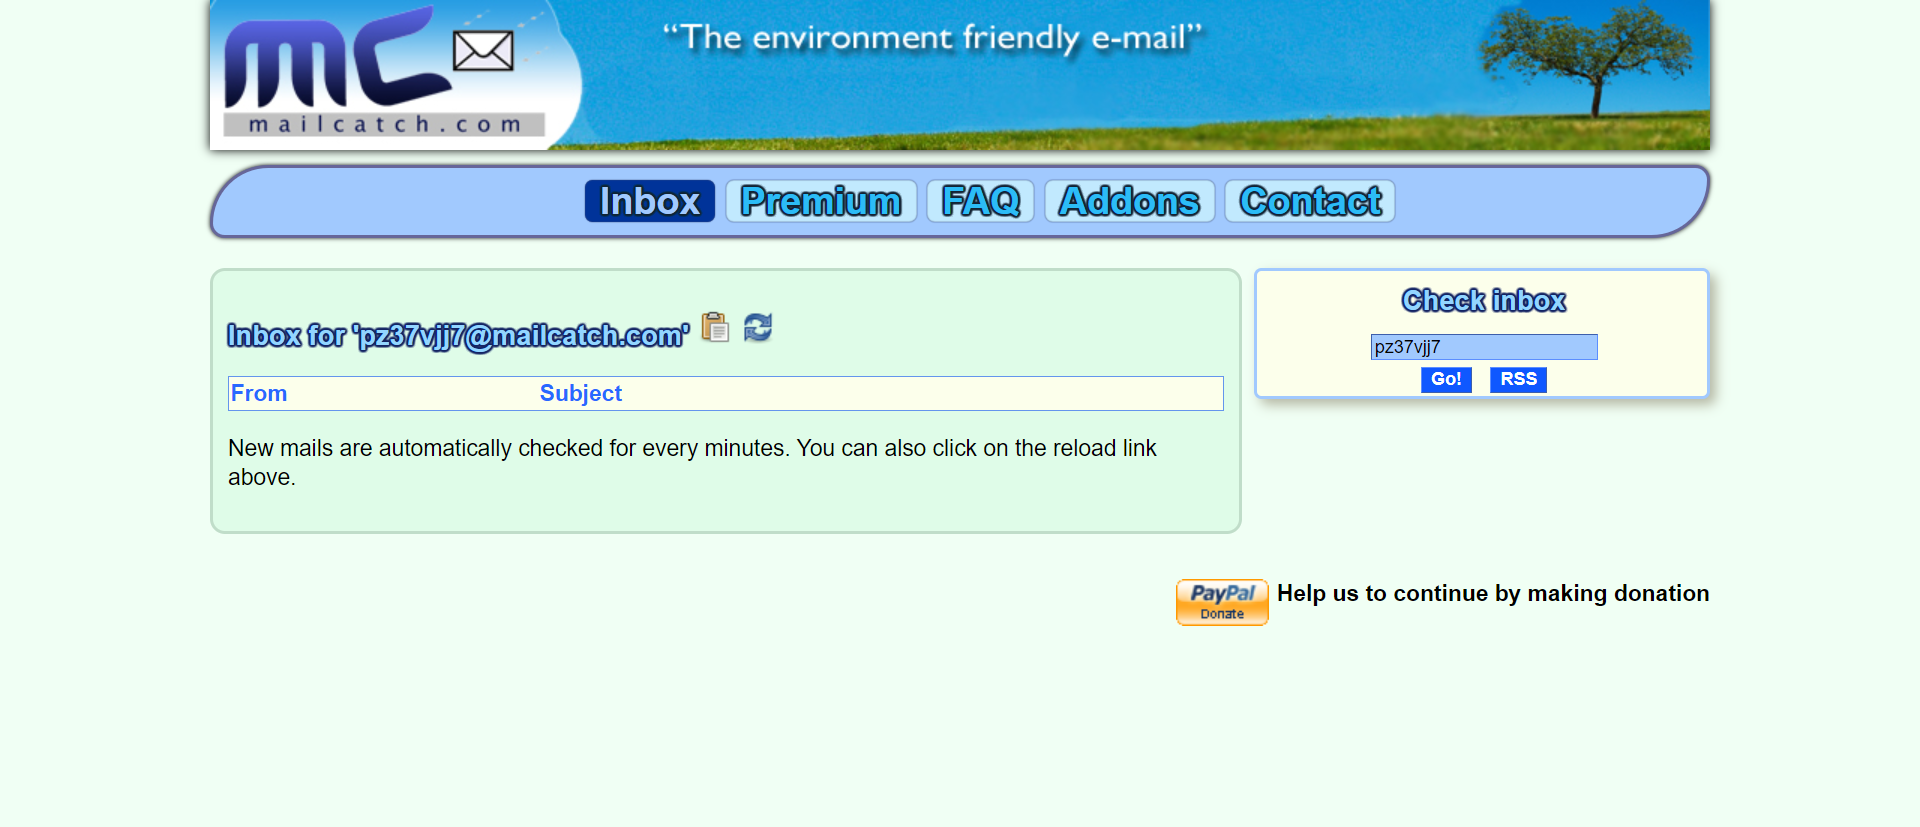 mc
mailcatch.com
“The environment friendly e-mail”
Inbox Premium FAQ Addons Contact
Inbox for 'pz37vjj7@mailcatch.com'
From Subject
New mails are automatically checked for every minutes. You can also click on the reload link
above.
Check inbox
pz37vjj7
Go! RSS
PayPal
Donate
Help us to continue by making donation